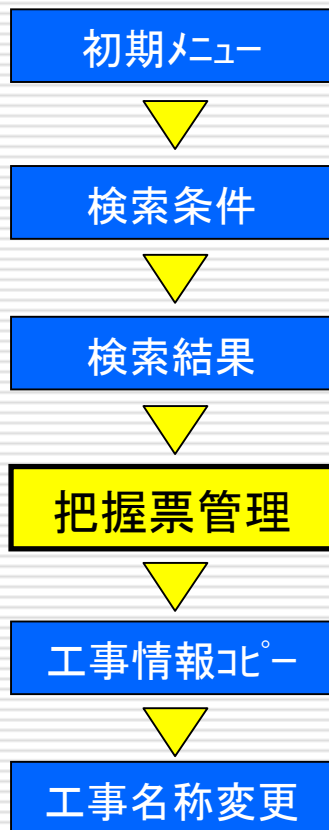 初期ﾒﾆｭｰ
検索条件
検索結果
把握票管理
工事情報ｺﾋﾟｰ
工事名称変更